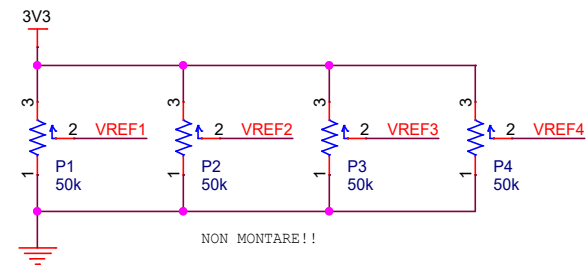 3V3
3 3 3 3
2 VREF1 2 VREF2 2 VREF3 2 VREF4
1 P1 1 P2 1 P3 1 P4
50k 50k 50k 50k
NON MONTARE!!